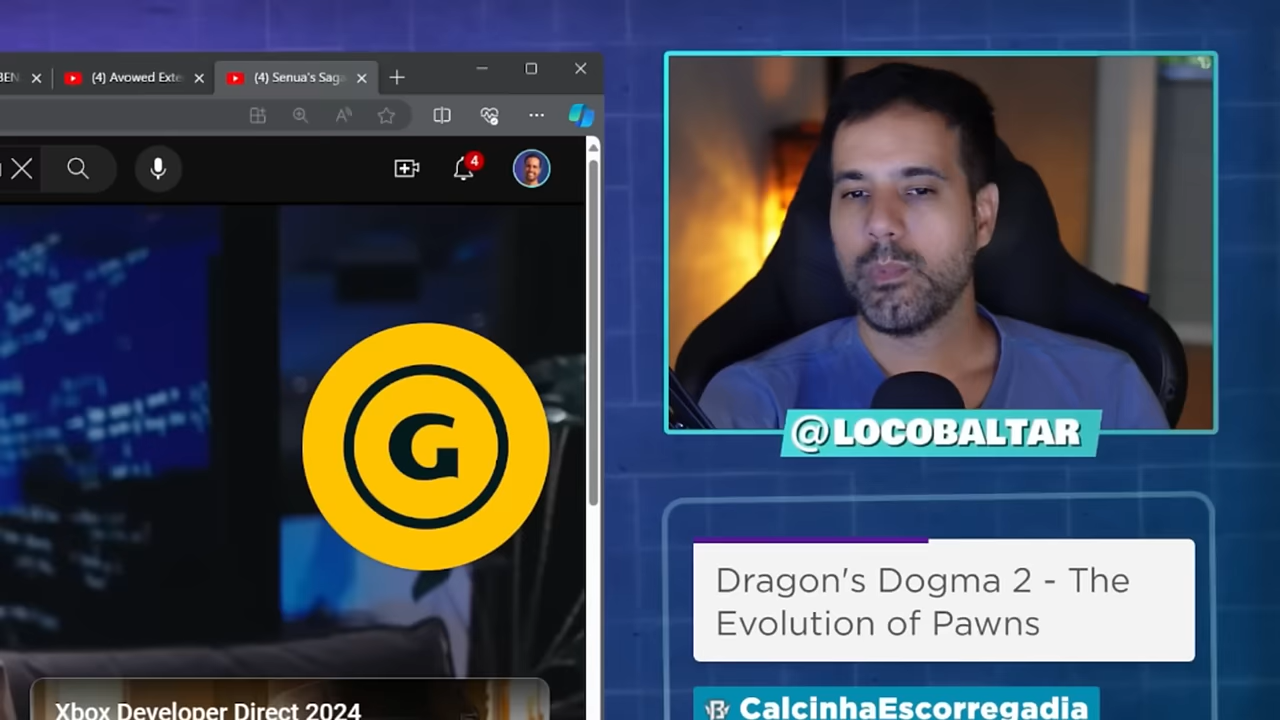 BEN
(4) Avowed Exte
(4) Senua's Saga
4
G
@LOCOBALTAR
Dragon's Dogma 2 - The
Evolution of Pawns
Xbox Developer Direct 2024
CalcinhaEscorregadia